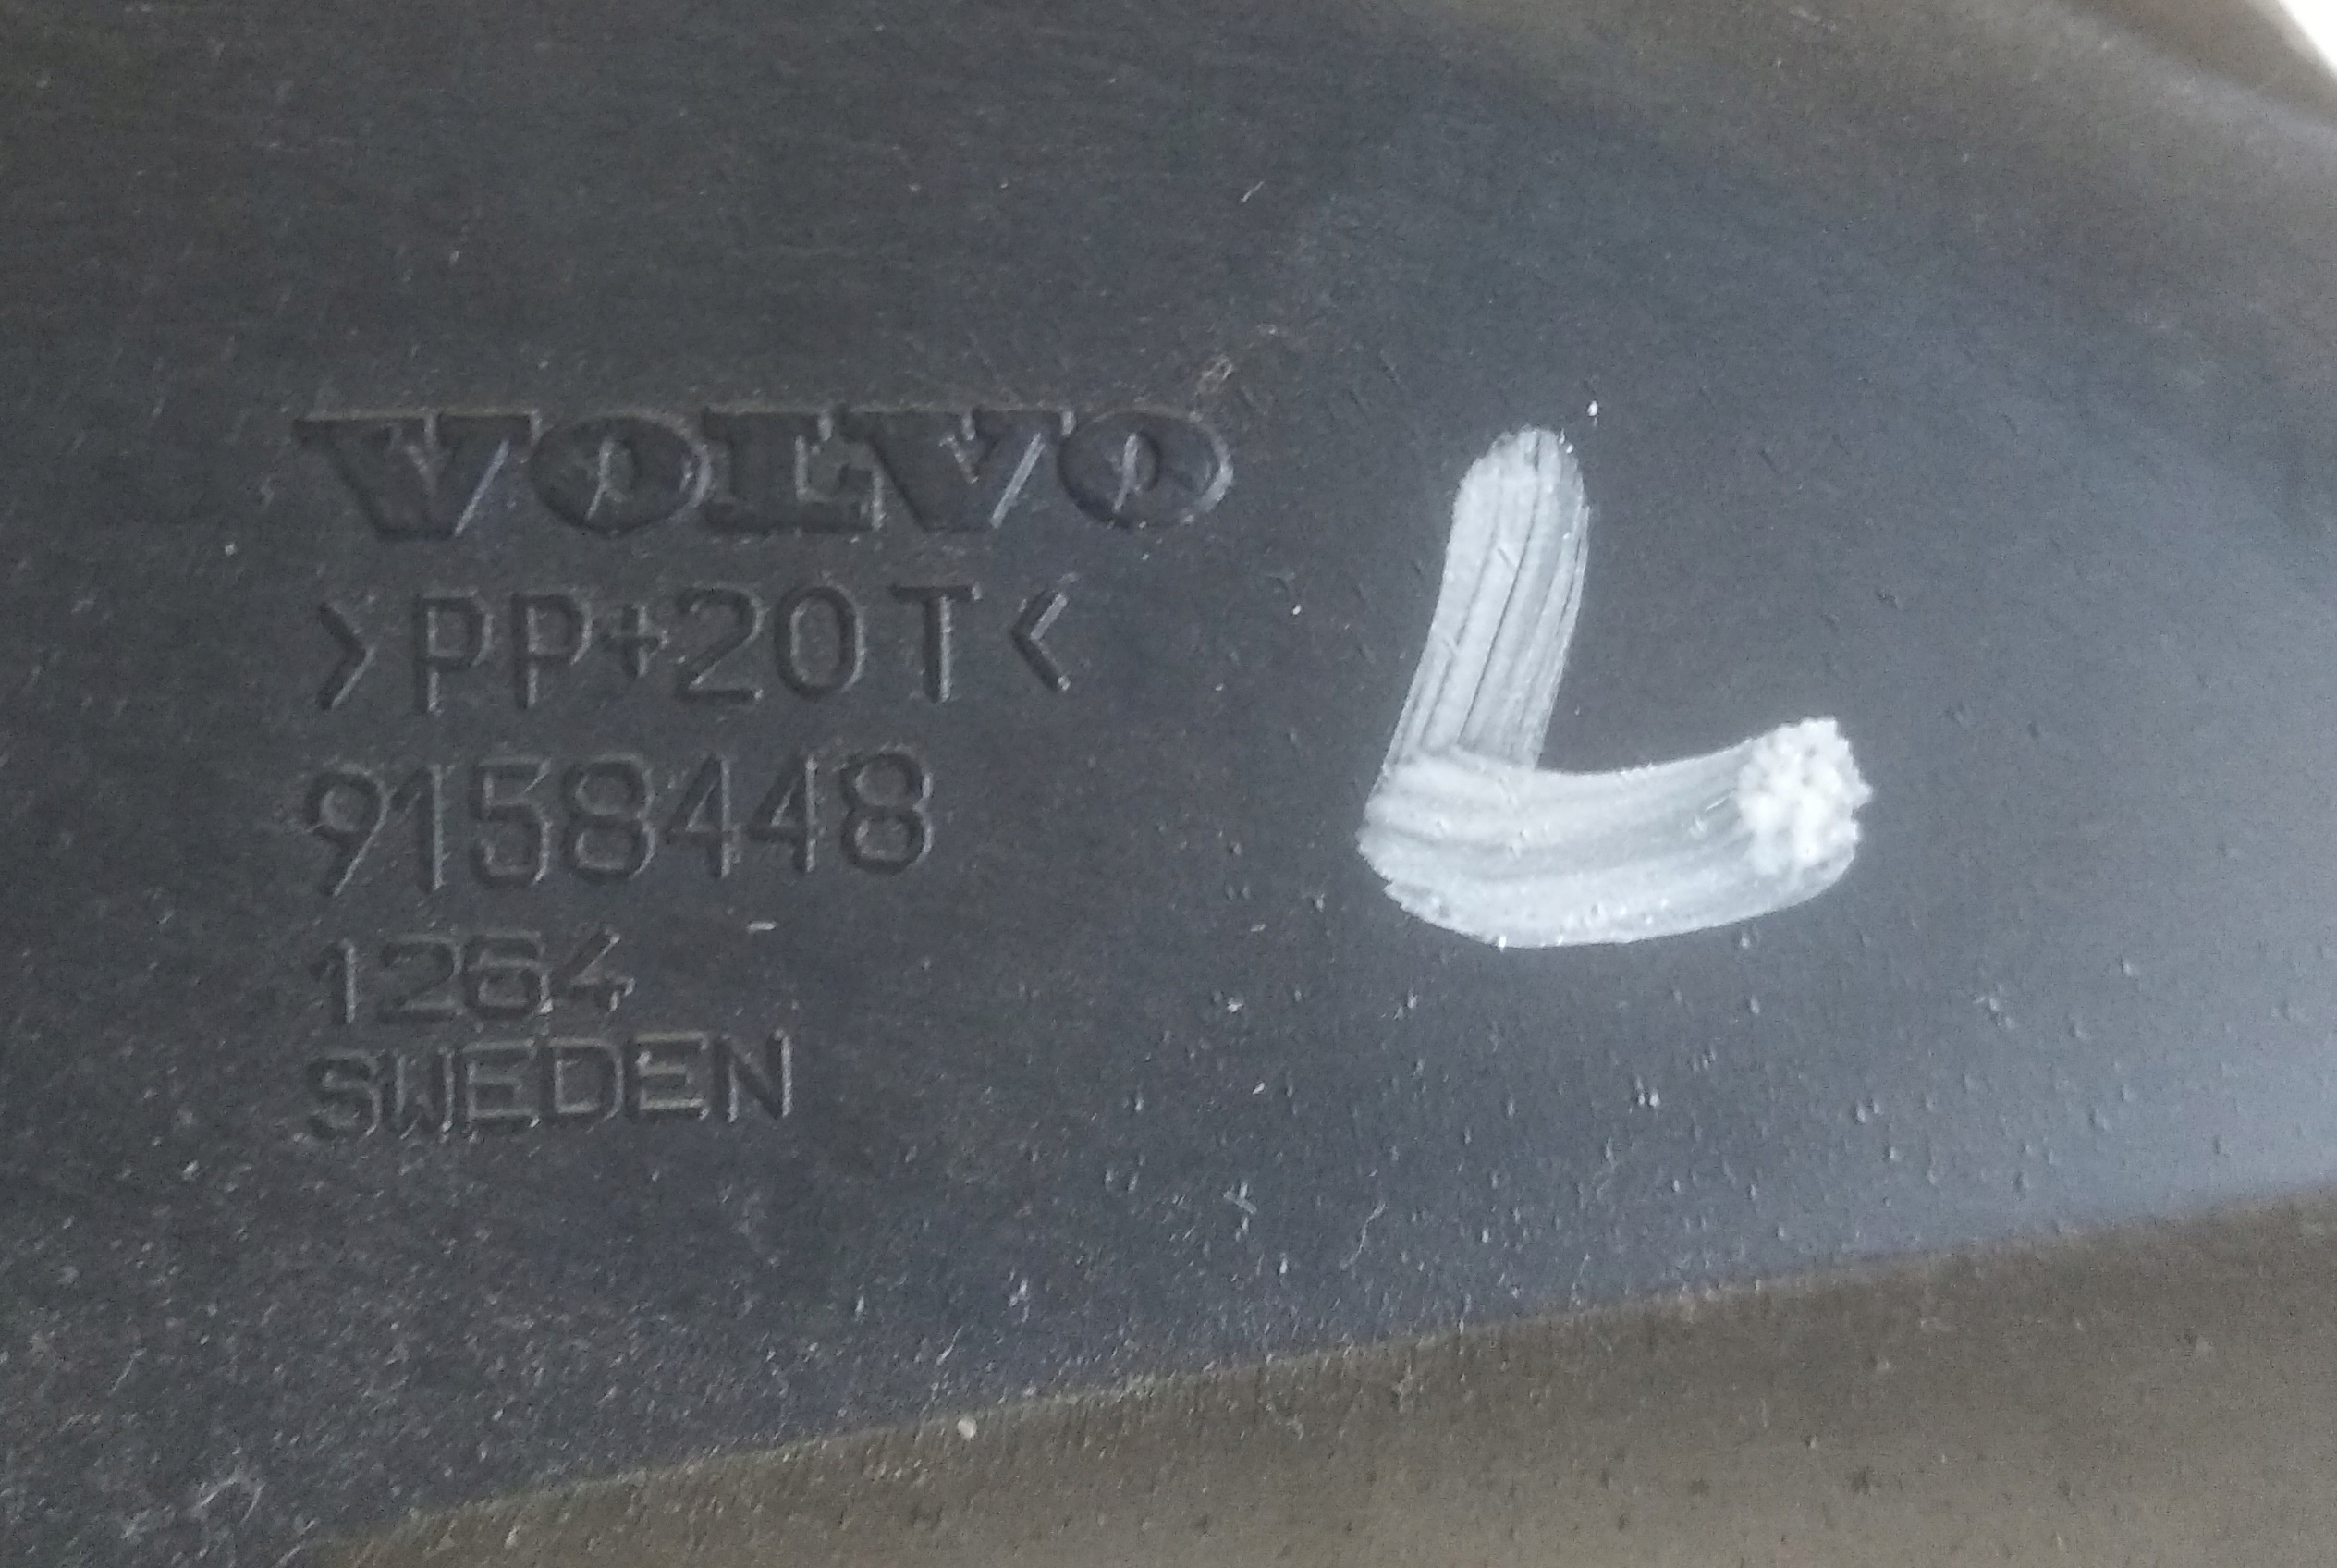 VOLVO
>PP+20T<
9158448
1264
SWEDEN
L